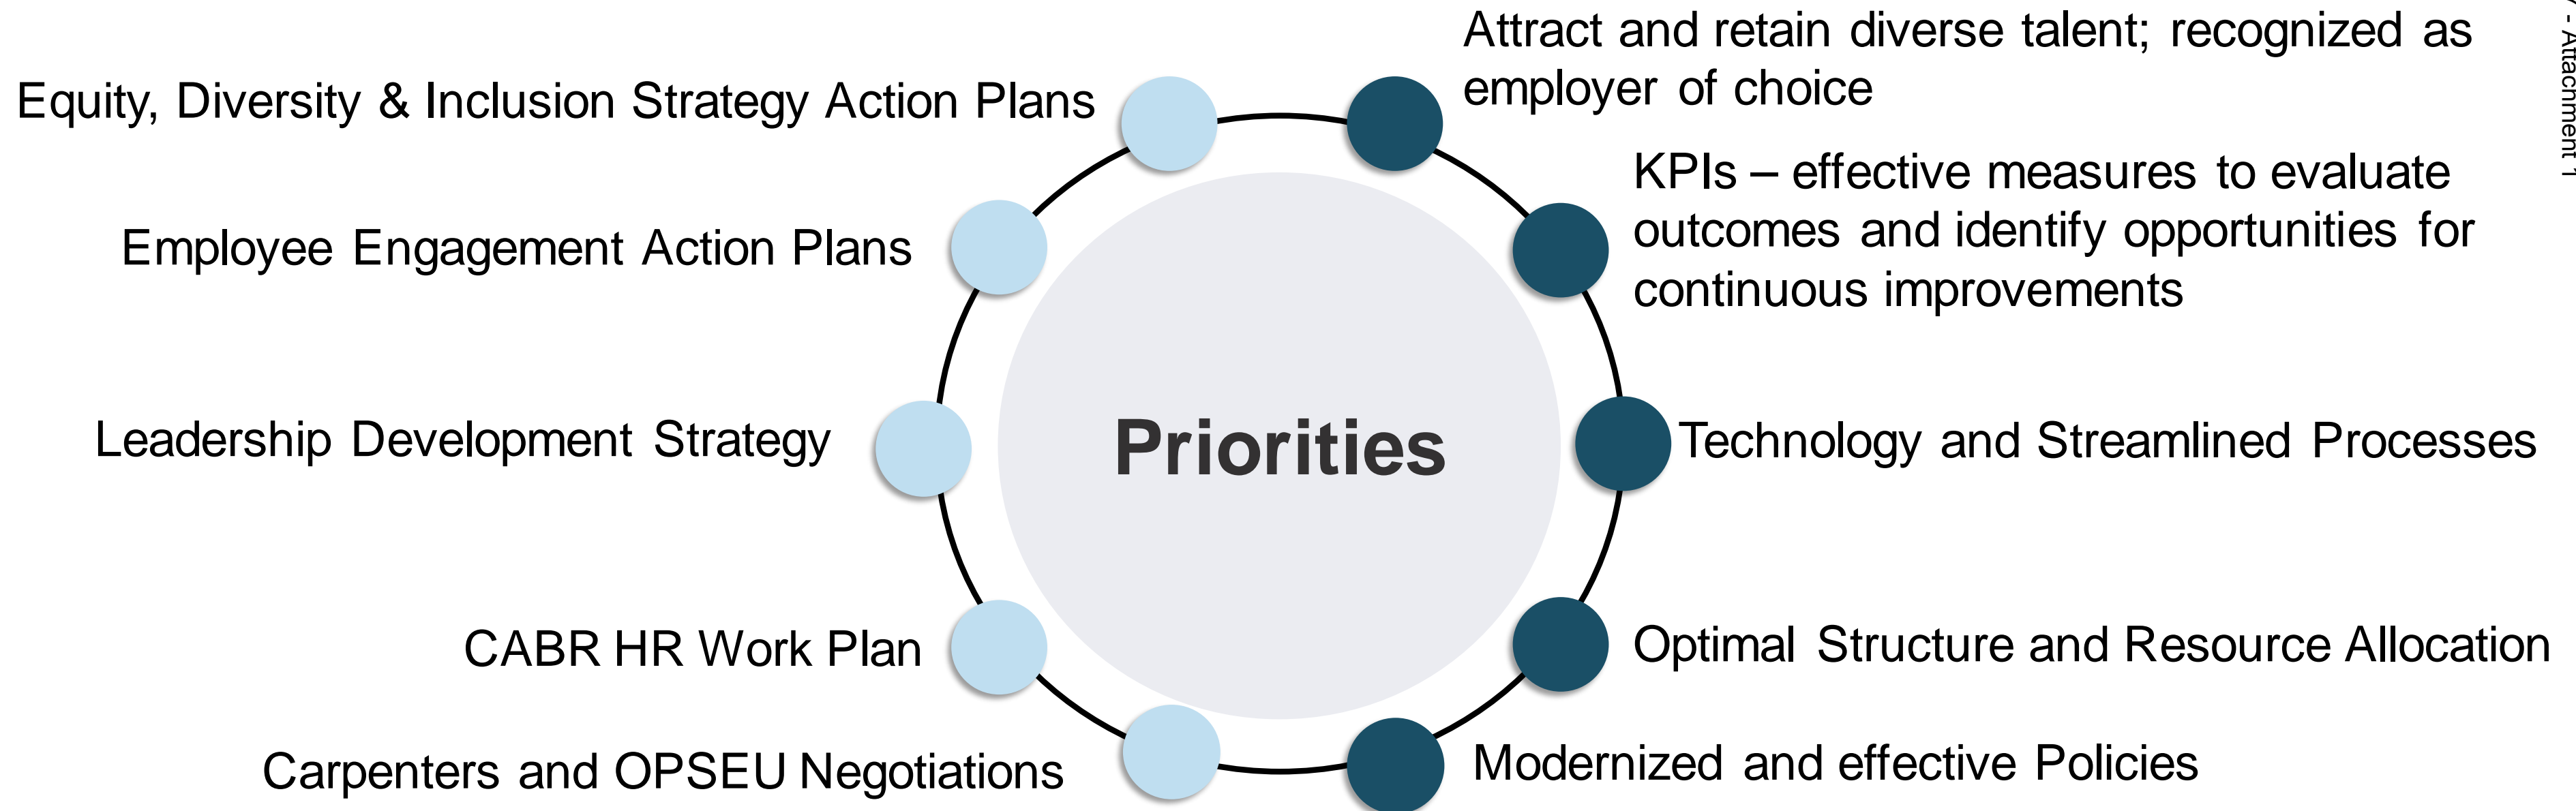 Equity, Diversity & Inclusion Strategy Action Plans
Employee Engagement Action Plans
Leadership Development Strategy
CABR HR Work Plan
Carpenters and OPSEU Negotiations
Priorities
Attract and retain diverse talent; recognized as
employer of choice
KPIs – effective measures to evaluate
outcomes and identify opportunities for
continuous improvements
Technology and Streamlined Processes
Optimal Structure and Resource Allocation
Modernized and effective Policies
- Attachment 1